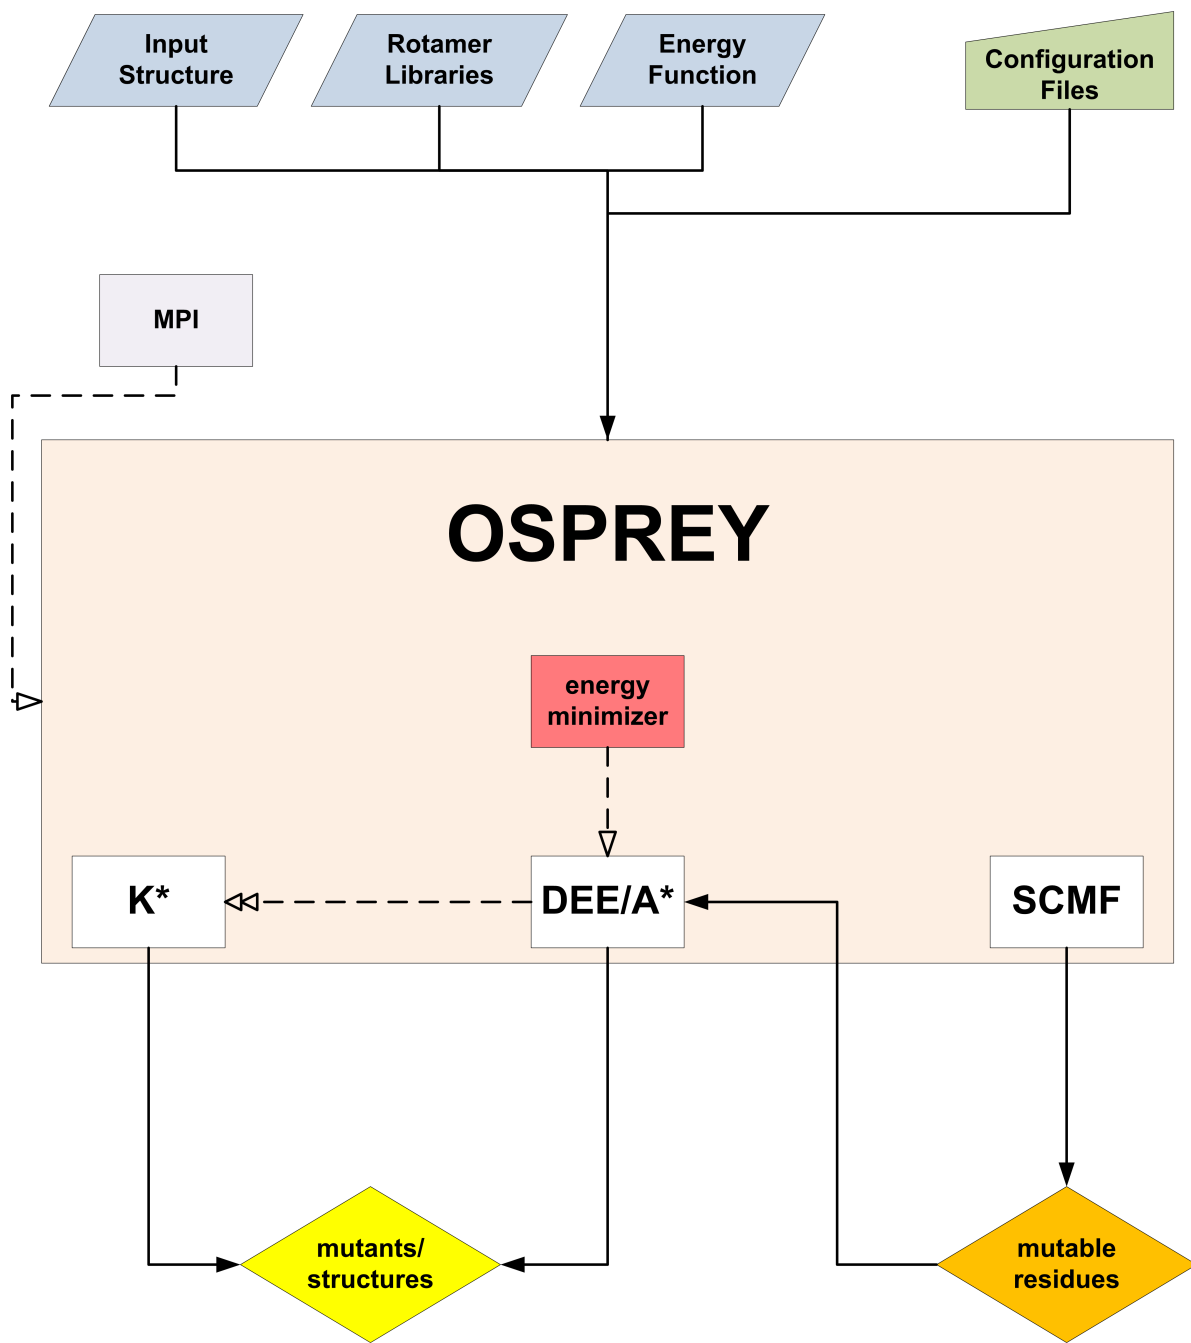 Input
Structure
Rotamer
Libraries
Energy
Function
Configuration
Files
MPI
OSPREY
energy
minimizer
K*
DEE/A*
SCMF
mutants/
structures
mutable
residues